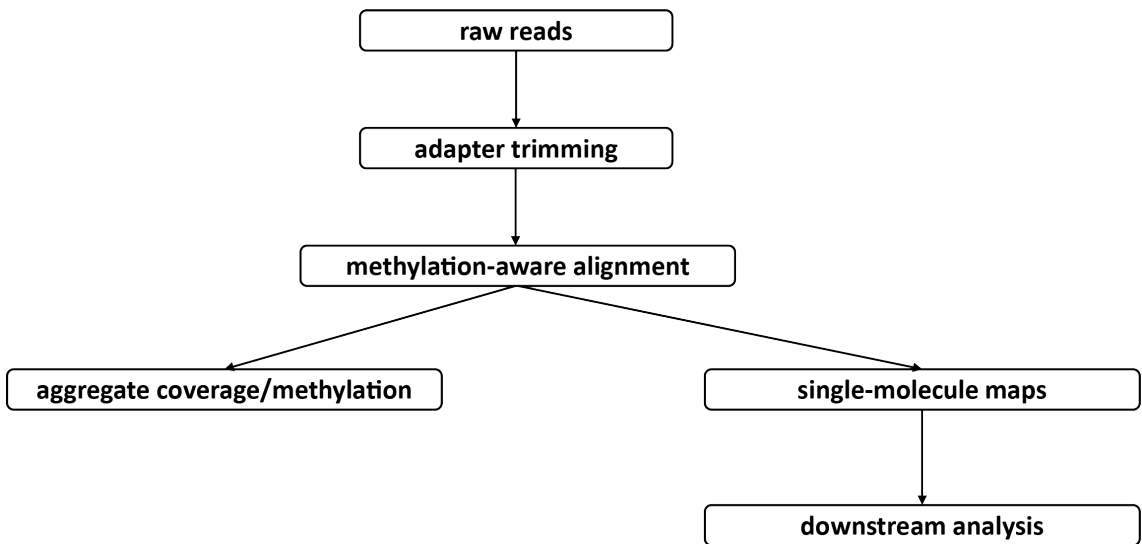 raw reads
adapter trimming
methylation-aware alignment
aggregate coverage/methylation
single-molecule maps
downstream analysis